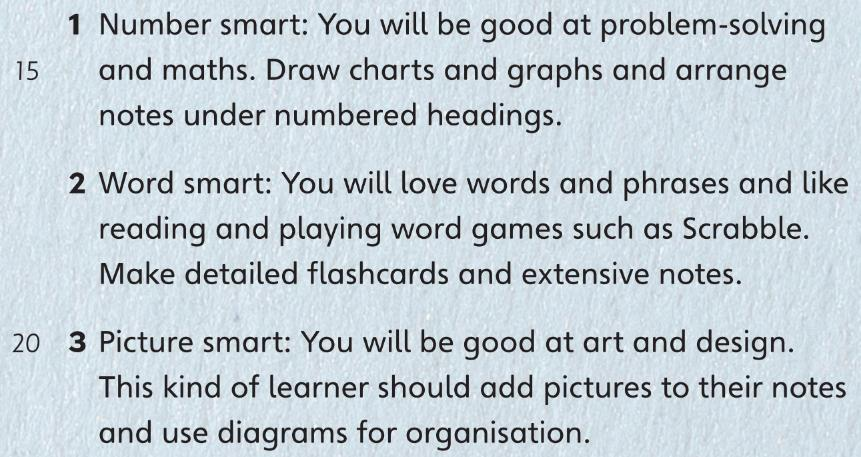 1 Number smart: You will be good at problem-solving
15 and maths. Draw charts and graphs and arrange
notes under numbered headings.
2 Word smart: You will love words and phrases and like
reading and playing word games such as Scrabble.
Make detailed flashcards and extensive notes.
20 3 Picture smart: You will be good at art and design.
This kind of learner should add pictures to their notes
and use diagrams for organisation.